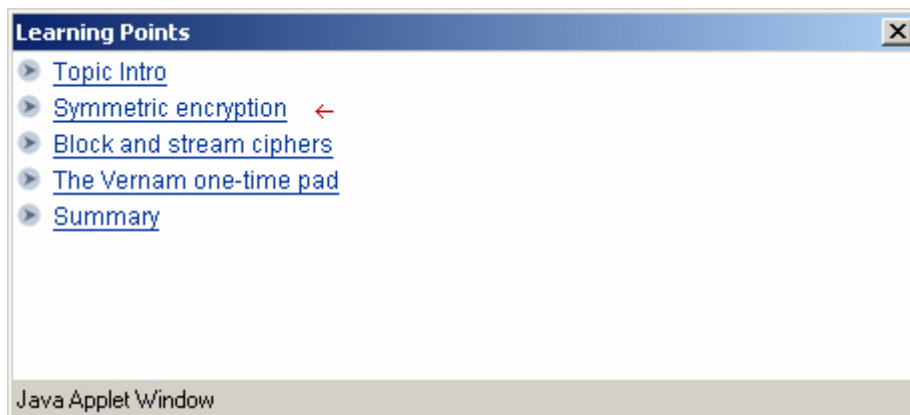 Learning Points
Topic Intro
Symmetric encryption ←
Block and stream ciphers
The Vernam one-time pad
Summary
Java Applet Window